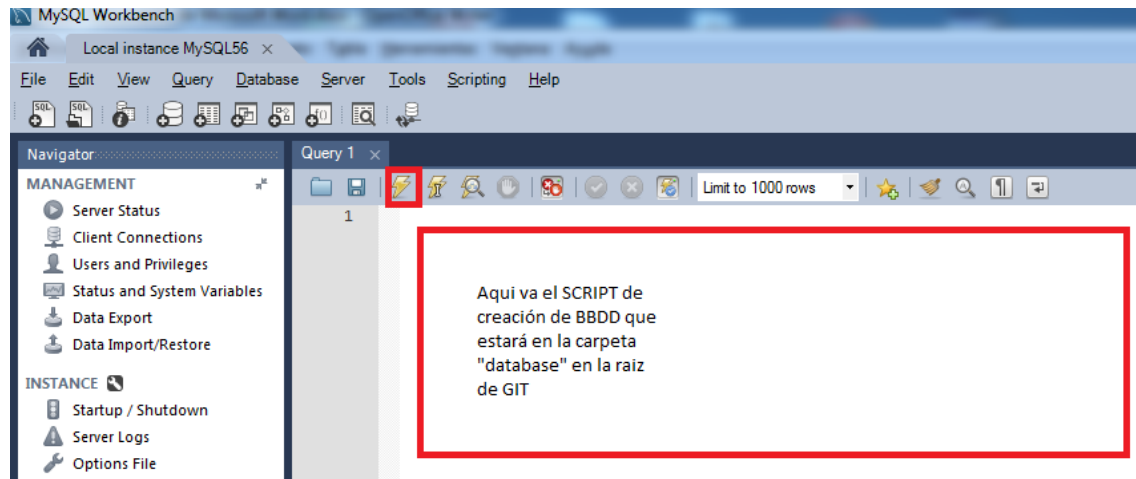 MySQL Workbench
Local instance MySQL56
File Edit View Query Database Server Tools Scripting Help
Navigator
Query 1
MANAGEMENT
Limit to 1000 rows
Server Status
1
Client Connections
Users and Privileges
Status and System Variables
Data Export
Data Import/Restore
INSTANCE
Startup / Shutdown
Server Logs
Options File
Aqui va el SCRIPT de
creación de BBDD que
estará en la carpeta
"database" en la raiz
de GIT